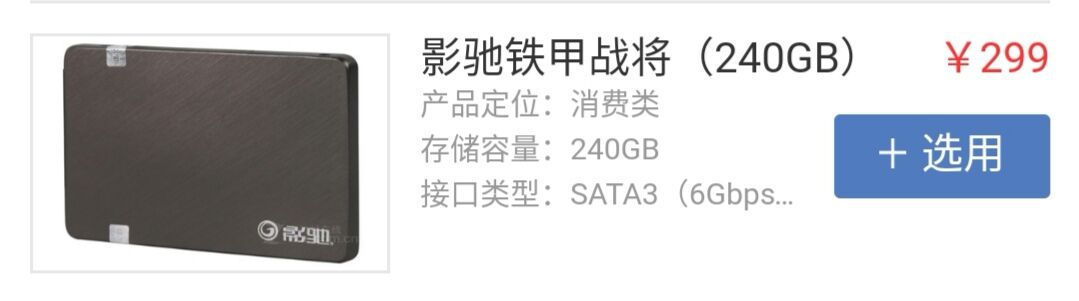 影驰铁甲战将（240GB）
￥299
产品定位：消费类
存储容量：240GB
接口类型：SATA3（6Gbps...
＋ 选用
影驰